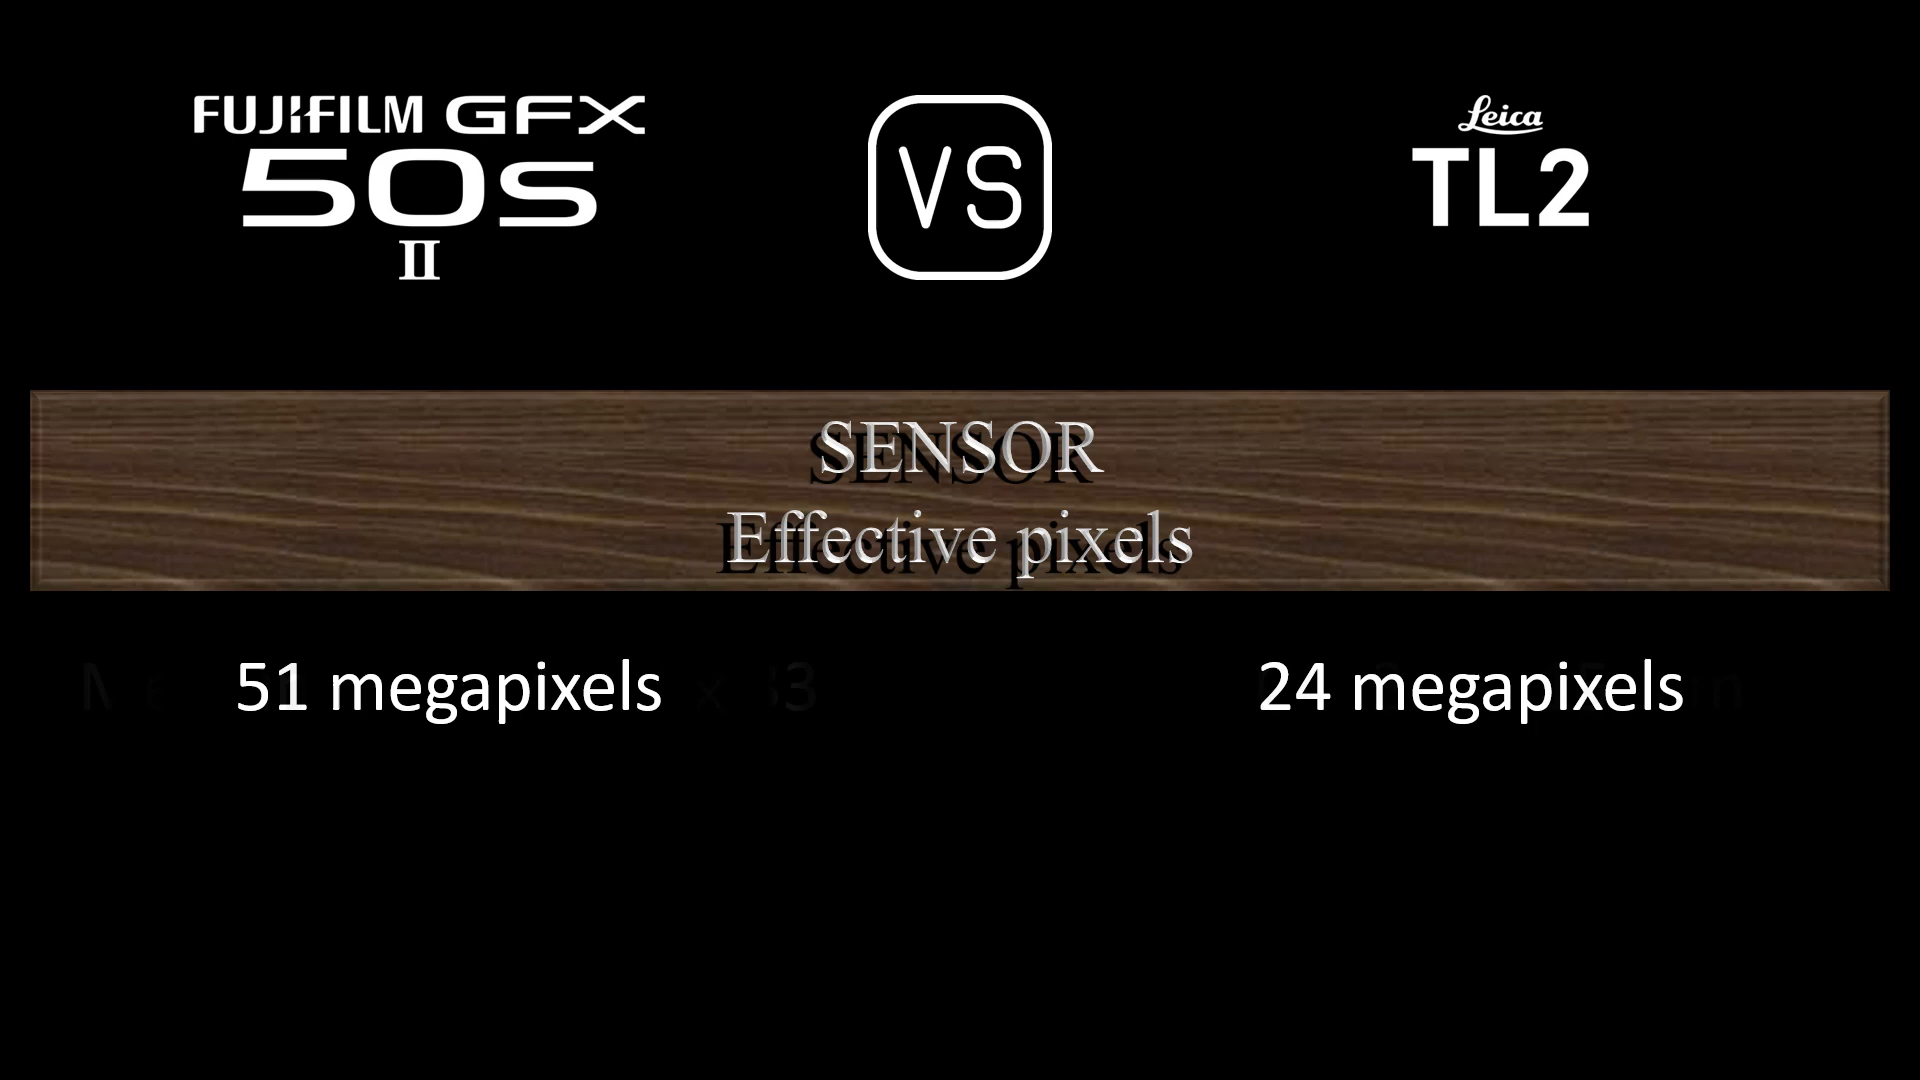 FUJIFILM GFX
50S
II
VS
Leica
TL2
SENSOR
Effective pixels
51 megapixels
24 megapixels